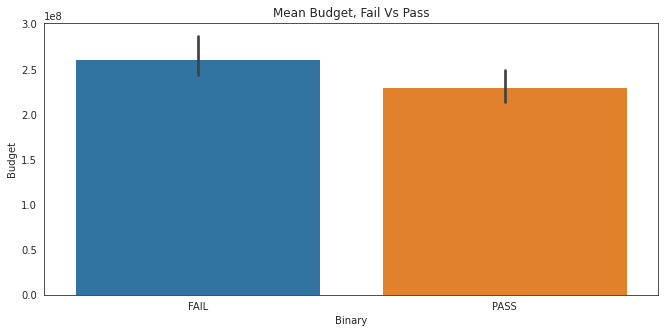 Mean Budget, Fail Vs Pass
1e8
3.0
2.5
2.0
1.5
1.0
0.5
0.0
Budget
FAIL
PASS
Binary